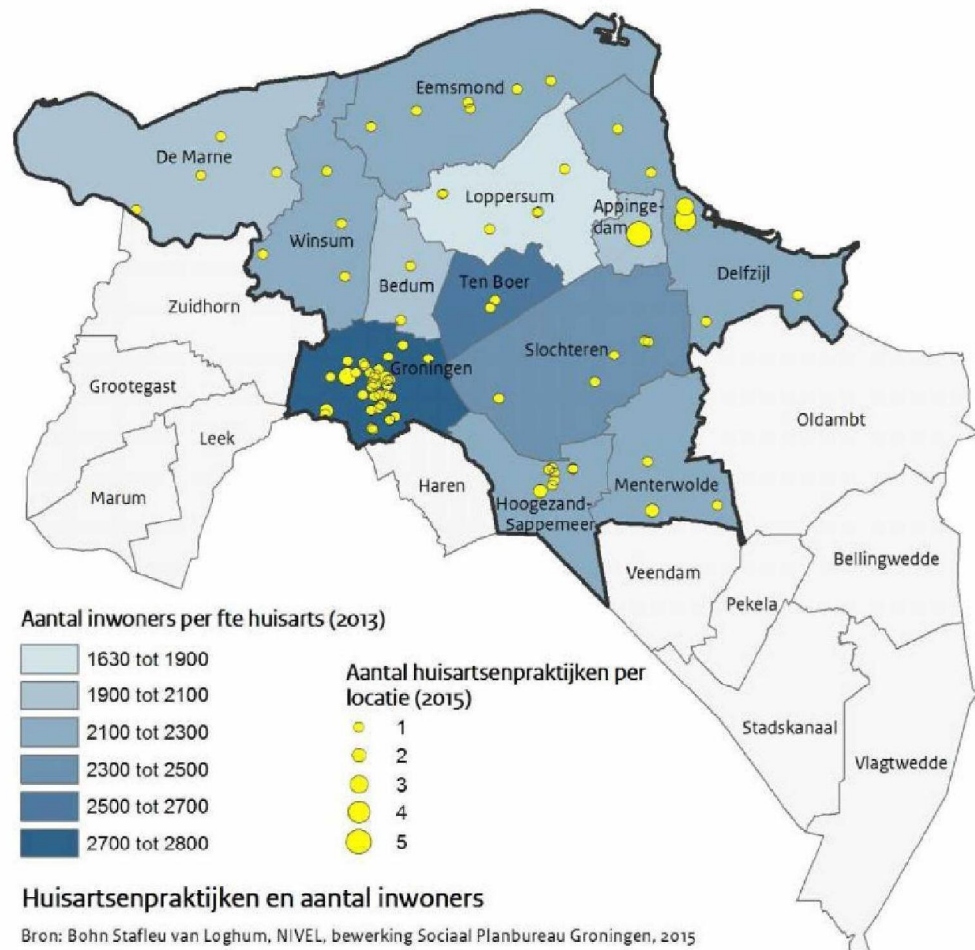 Eemsmond
De Marne
Loppersum
Appinge-
dam
Winsum
Delfzijl
Bedum
Ten Boer
Zuidhorn
Slochteren
Groningen
Grootegast
Oldambt
Leek
Haren
Menterwolde
Marum
Hoogezand-
Sappemeer
Bellingwedde
Veendam
Pekela
Stadskanaal
Vlagtwedde
Aantal inwoners per fte huisarts (2013)
1630 tot 1900
1900 tot 2100
2100 tot 2300
2300 tot 2500
2500 tot 2700
2700 tot 2800
Aantal huisartsenpraktijken per
locatie (2015)
1
2
3
4
5
Huisartsenpraktijken en aantal inwoners
Bron: Bohn Stafleu van Loghum, NIVEL, bewerking Sociaal Planbureau Groningen, 2015